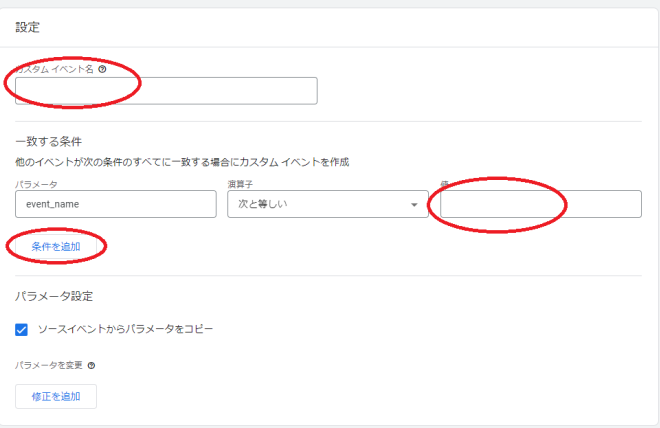 設定
カスタム イベント名
一致する条件
他のイベントが次の条件のすべてに一致する場合にカスタム イベントを作成
パラメータ 演算子 値
event_name 次と等しい
条件を追加
パラメータ設定
ソースイベントからパラメータをコピー
パラメータを変更
修正を追加